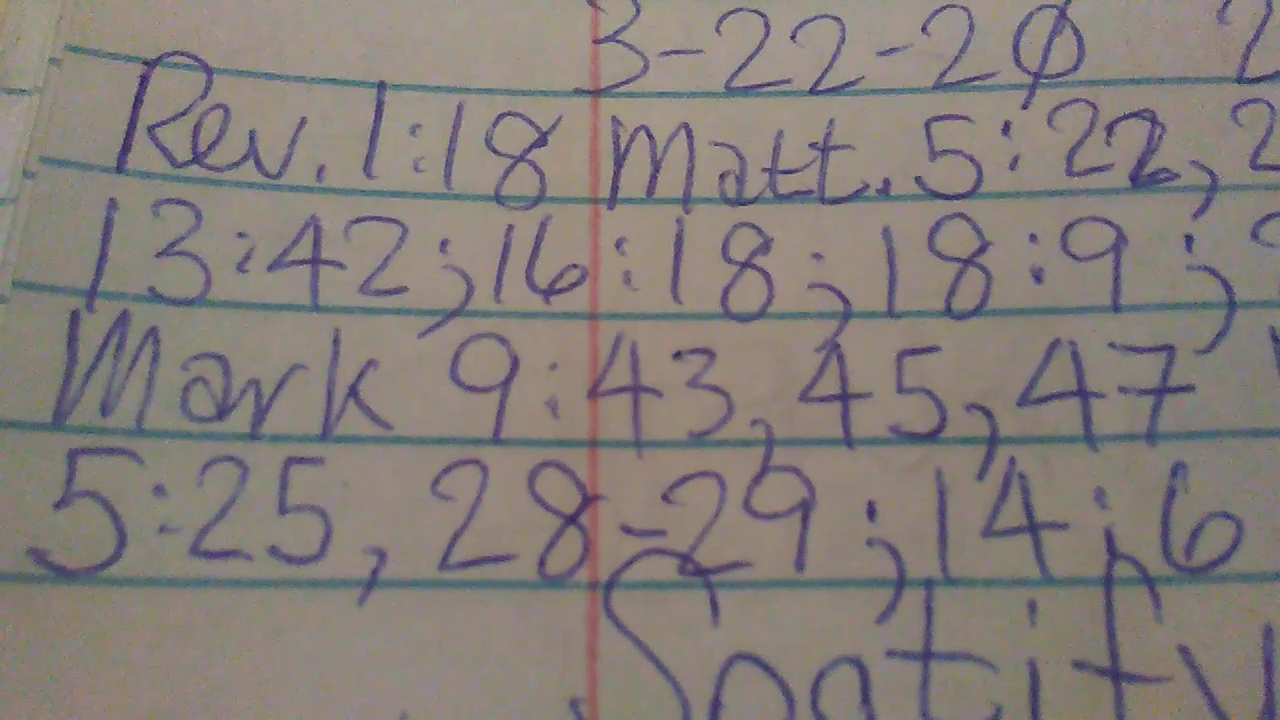 3-22-20
Rev. 1:18 Matt. 5:22,
13:42; 16:18; 18:9;
Mark 9:43, 45, 47
5:25, 28-29; 14:6
Spotify